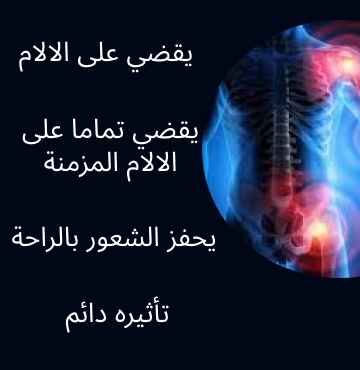 يقضي على الالام
يقضي تماما على
الالام المزمنة
يحفز الشعور بالراحة
تأثيره دائم